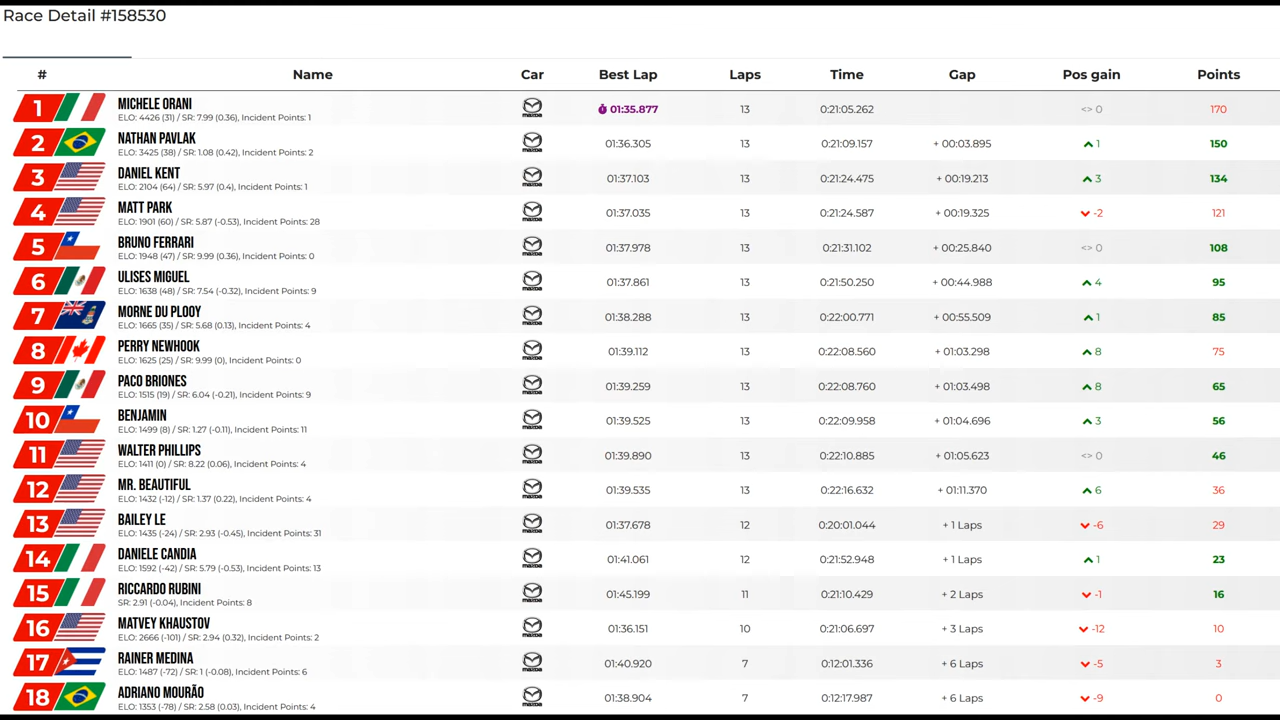 Race Detail #158530
# Name Car Best Lap Laps Time Gap Pos gain Points
1 MICHELE ORANI 01:35.877 13 0:21:05.262 <> 0 170
ELO: 4426 (31) / SR: 7.99 (0.36), Incident Points: 1
2 NATHAN PAVLAK 01:36.305 13 0:21:09.157 + 00:03.895 1 150
ELO: 3425 (38) / SR: 1.08 (0.42), Incident Points: 2
3 DANIEL KENT 01:37.103 13 0:21:24.475 + 00:19.213 3 134
ELO: 2104 (64) / SR: 5.97 (0.4), Incident Points: 1
4 MATT PARK 01:37.035 13 0:21:24.587 + 00:19.325 -2 121
ELO: 1901 (60) / SR: 5.87 (-0.53), Incident Points: 28
5 BRUNO FERRARI 01:37.978 13 0:21:31.102 + 00:25.840 <> 0 108
ELO: 1948 (47) / SR: 9.99 (0.36), Incident Points: 0
6 ULISES MIGUEL 01:37.861 13 0:21:50.250 + 00:44.988 4 95
ELO: 1638 (48) / SR: 7.54 (-0.32), Incident Points: 9
7 MORNE DU PLOOY 01:38.288 13 0:22:00.771 + 00:55.509 1 85
ELO: 1665 (35) / SR: 5.68 (0.13), Incident Points: 4
8 PERRY NEWHOOK 01:39.112 13 0:22:08.560 + 01:03.298 8 75
ELO: 1625 (25) / SR: 9.99 (0), Incident Points: 0
9 PACO BRIONES 01:39.259 13 0:22:08.760 + 01:03.498 8 65
ELO: 1515 (19) / SR: 6.04 (-0.21), Incident Points: 9
10 BENJAMIN 01:39.525 13 0:22:09.958 + 01:04.696 3 56
ELO: 1499 (8) / SR: 1.27 (-0.11), Incident Points: 11
11 WALTER PHILLIPS 01:39.890 13 0:22:10.885 + 01:05.623 <> 0 46
ELO: 1411 (0) / SR: 8.22 (0.06), Incident Points: 4
12 MR. BEAUTIFUL 01:39.535 13 0:22:16.632 + 01:11.370 6 36
ELO: 1432 (-12) / SR: 1.37 (0.22), Incident Points: 4
13 BAILEY LE 01:37.678 12 0:22:01.044 + 1 Laps -6 29
ELO: 1435 (-24) / SR: 2.93 (-0.45), Incident Points: 31
14 DANIELE CANDIA 01:41.061 12 0:21:52.948 + 1 Laps 1 23
ELO: 1592 (-42) / SR: 5.79 (-0.53), Incident Points: 13
15 RICCARDO RUBINI 01:45.199 11 0:21:10.429 + 2 Laps -1 16
SR: 2.91 (-0.04), Incident Points: 8
16 MATVEY KHAUSTOV 01:36.151 10 0:21:06.697 + 3 Laps -12 10
ELO: 2666 (-101) / SR: 2.94 (0.32), Incident Points: 2
17 RAINER MEDINA 01:40.920 7 0:12:01.316 + 6 Laps -5 3
ELO: 1487 (-72) / SR: 1 (-0.08), Incident Points: 6
18 ADRIANO MOURÃO 01:38.904 7 0:12:17.987 + 6 Laps -9 0
ELO: 1353 (-78) / SR: 2.58 (0.03), Incident Points: 4